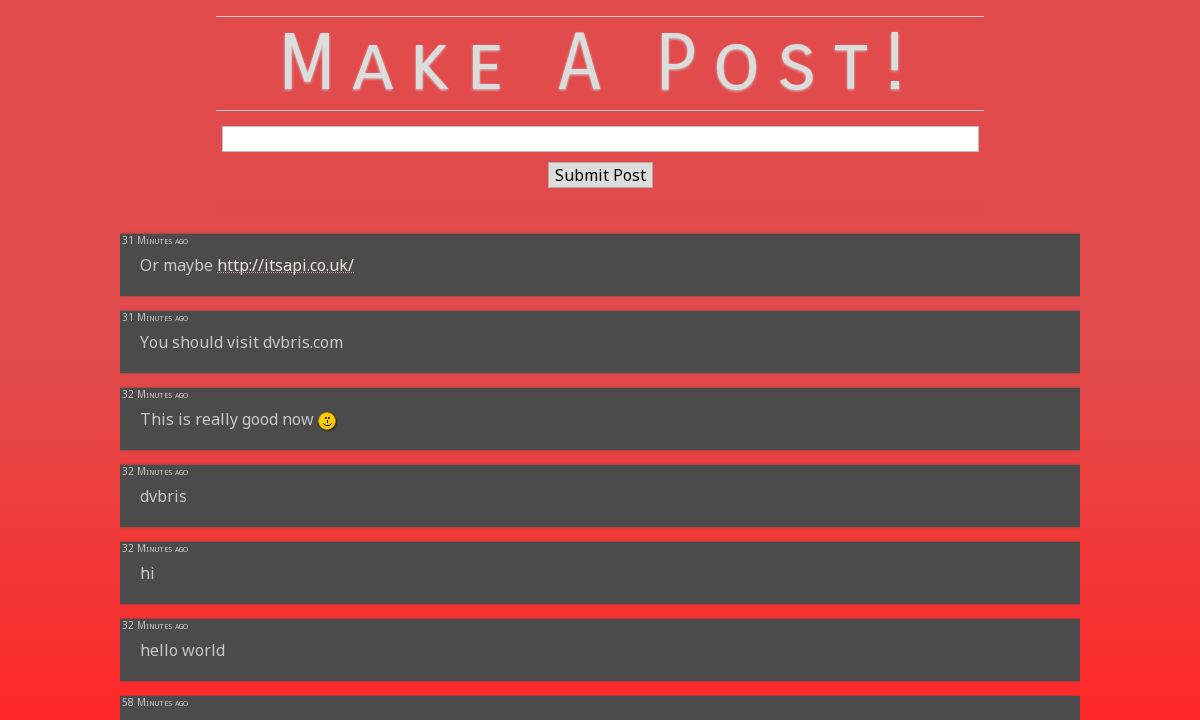 Make A Post!
Submit Post
31 Minutes ago
Or maybe http://itsapi.co.uk/
31 Minutes ago
You should visit dvbris.com
32 Minutes ago
This is really good now
32 Minutes ago
dvbris
32 Minutes ago
hi
32 Minutes ago
hello world
58 Minutes ago